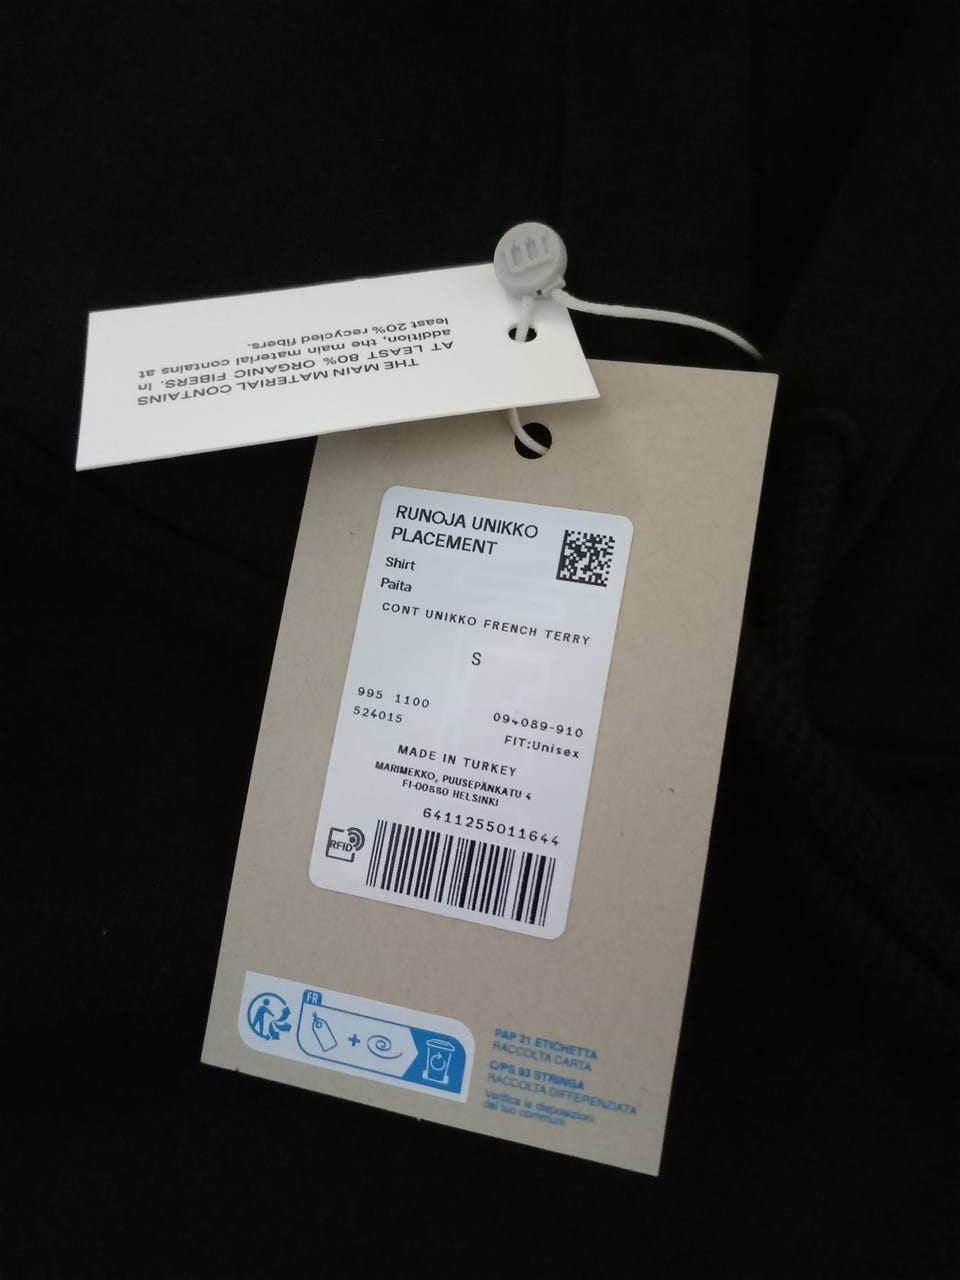 THE MAIN MATERIAL CONTAINS
AT LEAST 80% ORGANIC FIBERS. In
addition, the main material contains at
least 20% recycled fibers.
RUNOJA UNIKKO
PLACEMENT
Shirt
Paita
CONT UNIKKO FRENCH TERRY
S
995 1100
524015
094089-910
FIT:Unisex
MADE IN TURKEY
MARIMEKKO, PUUSEPÄNKATU 4
FI-00880 HELSINKI
6411255011644
RFID
FR
PAP 21 ETICHETTA
RACCOLTA CARTA
C/PS 93 STRINGA
RACCOLTA DIFFERENZIATA
Verifica le disposizioni
del tuo comune